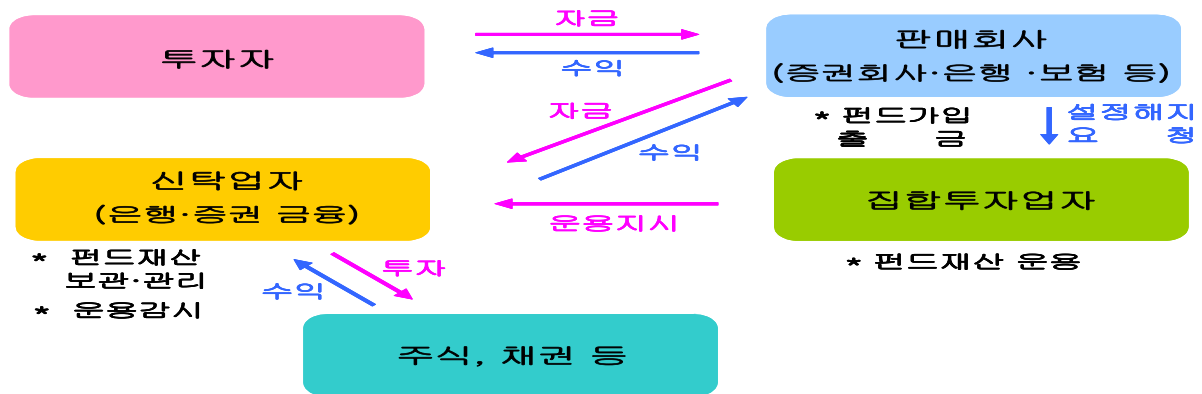 투자자
자금
수익
판매회사
(증권회사·은행 ·보험 등)
* 펀드가입
출 금
설정해지
요 청
자금
수익
신탁업자
(은행·증권 금융)
운용지시
집합투자업자
* 펀드재산
보관·관리
* 운용감시
* 펀드재산 운용
투자
수익
주식, 채권 등